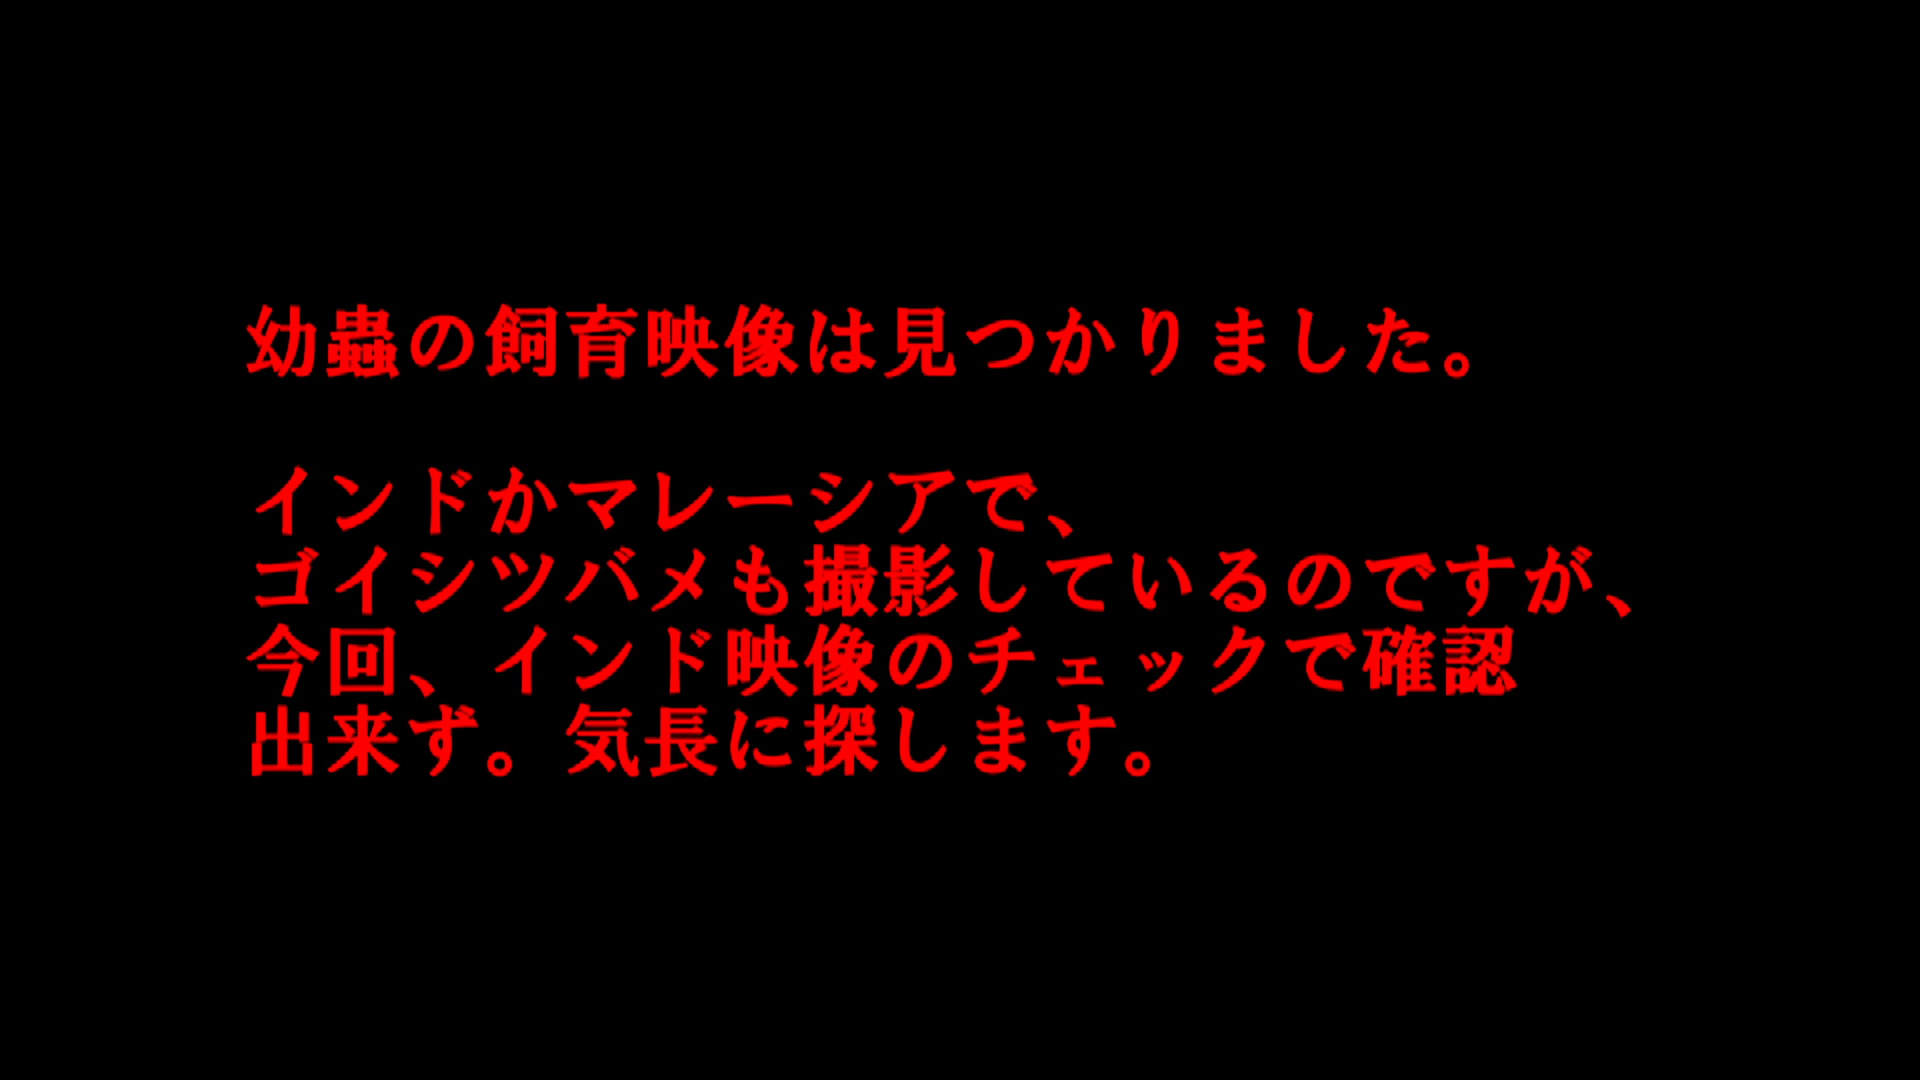 幼蟲の飼育映像は見つかりました。
インドかマレーシアで、
ゴイシツバメも撮影しているのですが、
今回、インド映像のチェックで確認
出来ず。気長に探します。